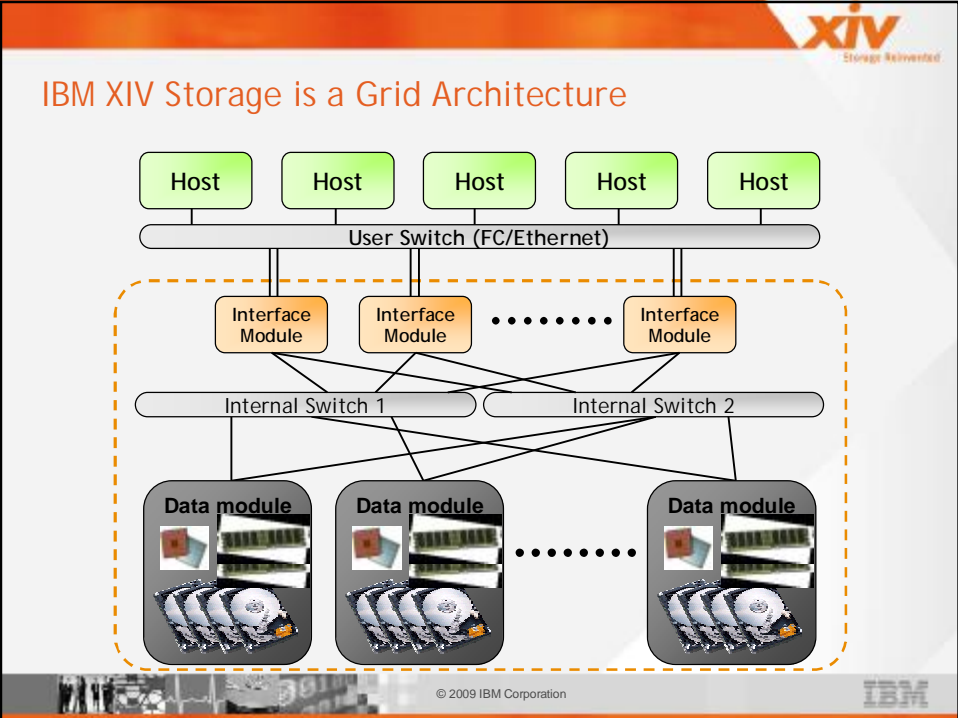 XIV
Storage Reinvented
IBM XIV Storage is a Grid Architecture
Host Host Host Host Host
User Switch (FC/Ethernet)
Interface Module Interface Module Interface Module
Internal Switch 1 Internal Switch 2
Data module Data module Data module
© 2009 IBM Corporation
IBM